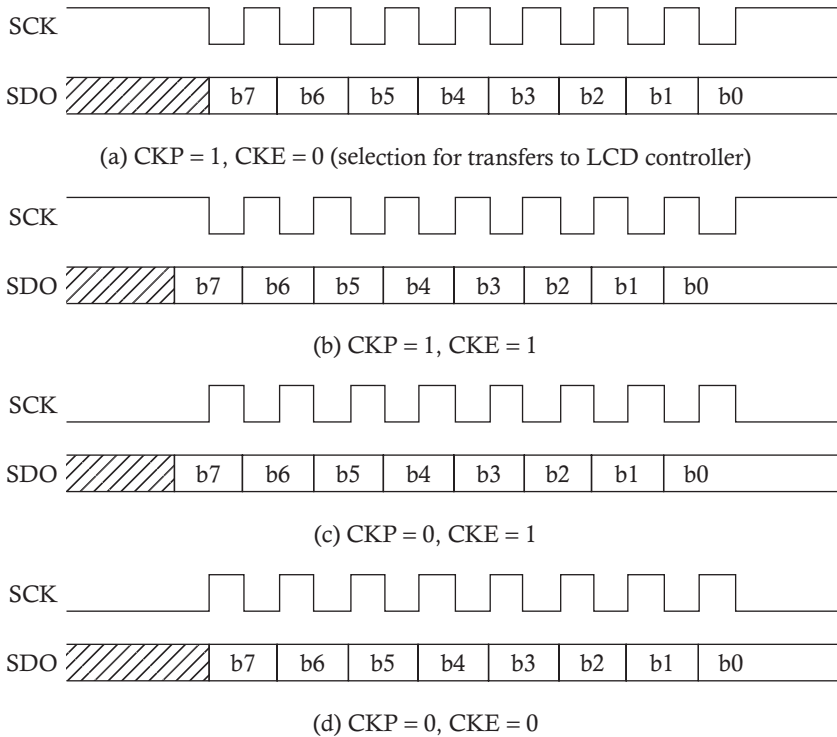 SCK
SDO b7 b6 b5 b4 b3 b2 b1 b0
(a) CKP = 1, CKE = 0 (selection for transfers to LCD controller)
SCK
SDO b7 b6 b5 b4 b3 b2 b1 b0
(b) CKP = 1, CKE = 1
SCK
SDO b7 b6 b5 b4 b3 b2 b1 b0
(c) CKP = 0, CKE = 1
SCK
SDO b7 b6 b5 b4 b3 b2 b1 b0
(d) CKP = 0, CKE = 0